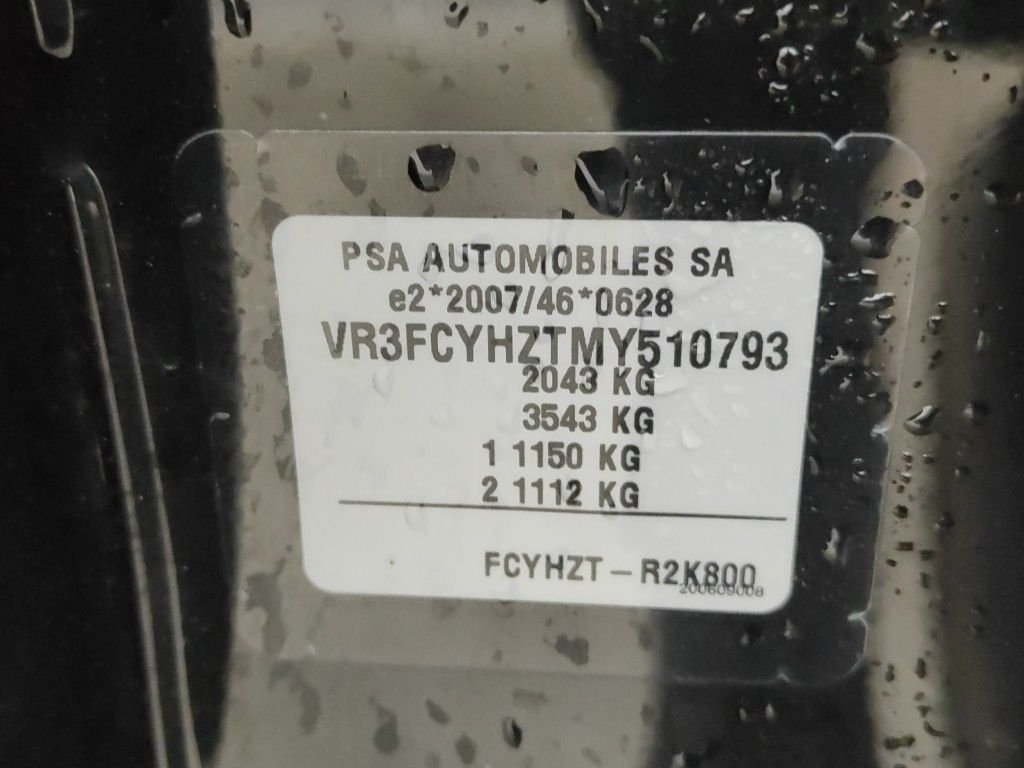 PSA AUTOMOBILES SA
e2*2007/46*0628
VR3FCYHZTMY510793
2043 KG
3543 KG
1 1150 KG
2 1112 KG
FCYHZT – R2K800
200609008